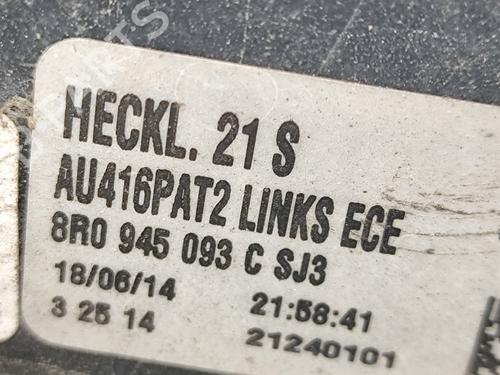 HECKL. 21 S
AU416PAT2 LINKS ECE
8R0 945 093 C SJ3
18/06/14 21:58:41
3 25 14 21240101